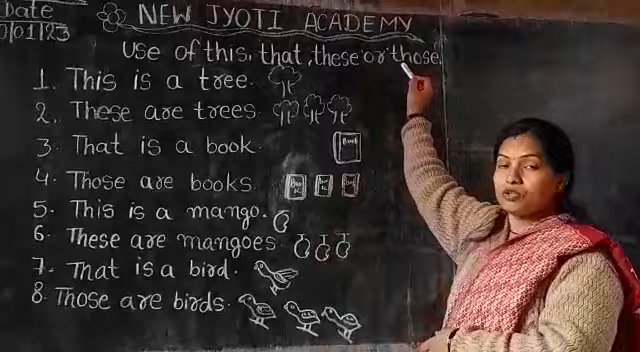 Date
NEW JYOTI ACADEMY
/01/23
Use of this, that, these or those.
1. This is a tree.
2. These are trees.
3. That is a book.
Book
4. Those are books.
5. This is a mango.
6. These are mangoes.
7. That is a bird.
8. Those are birds.